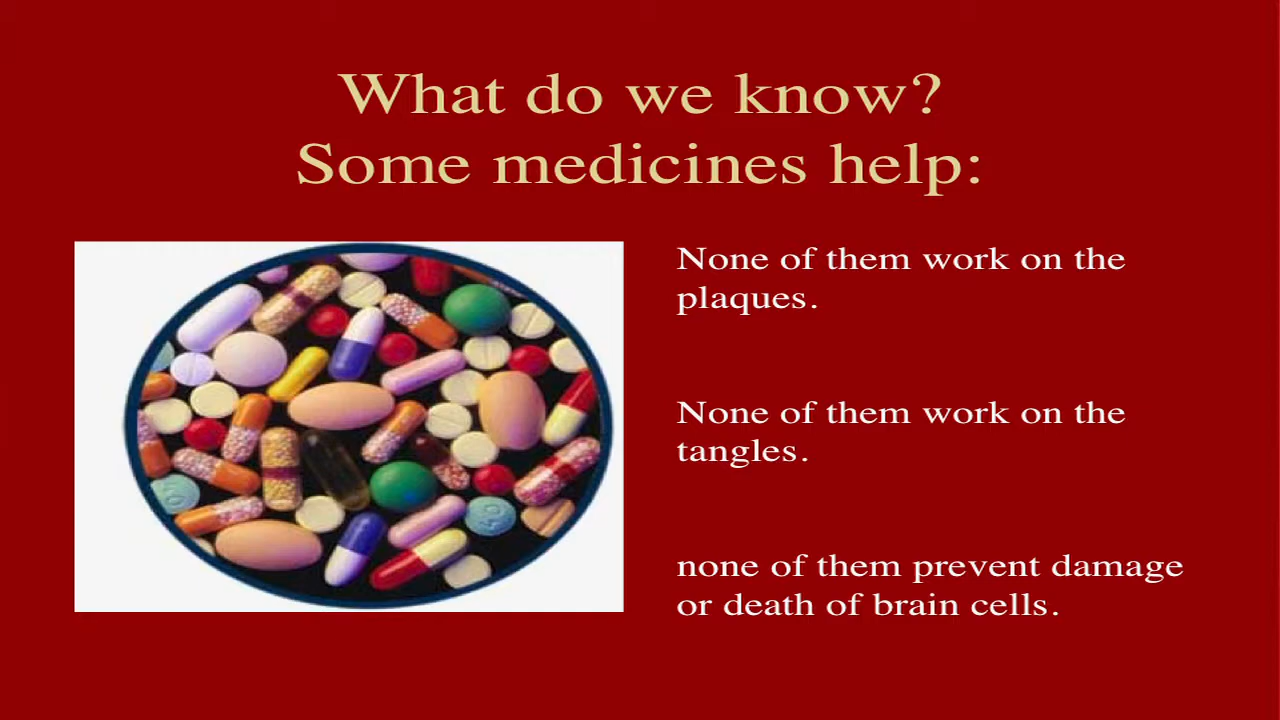 What do we know?
Some medicines help:
None of them work on the
plaques.
None of them work on the
tangles.
none of them prevent damage
or death of brain cells.